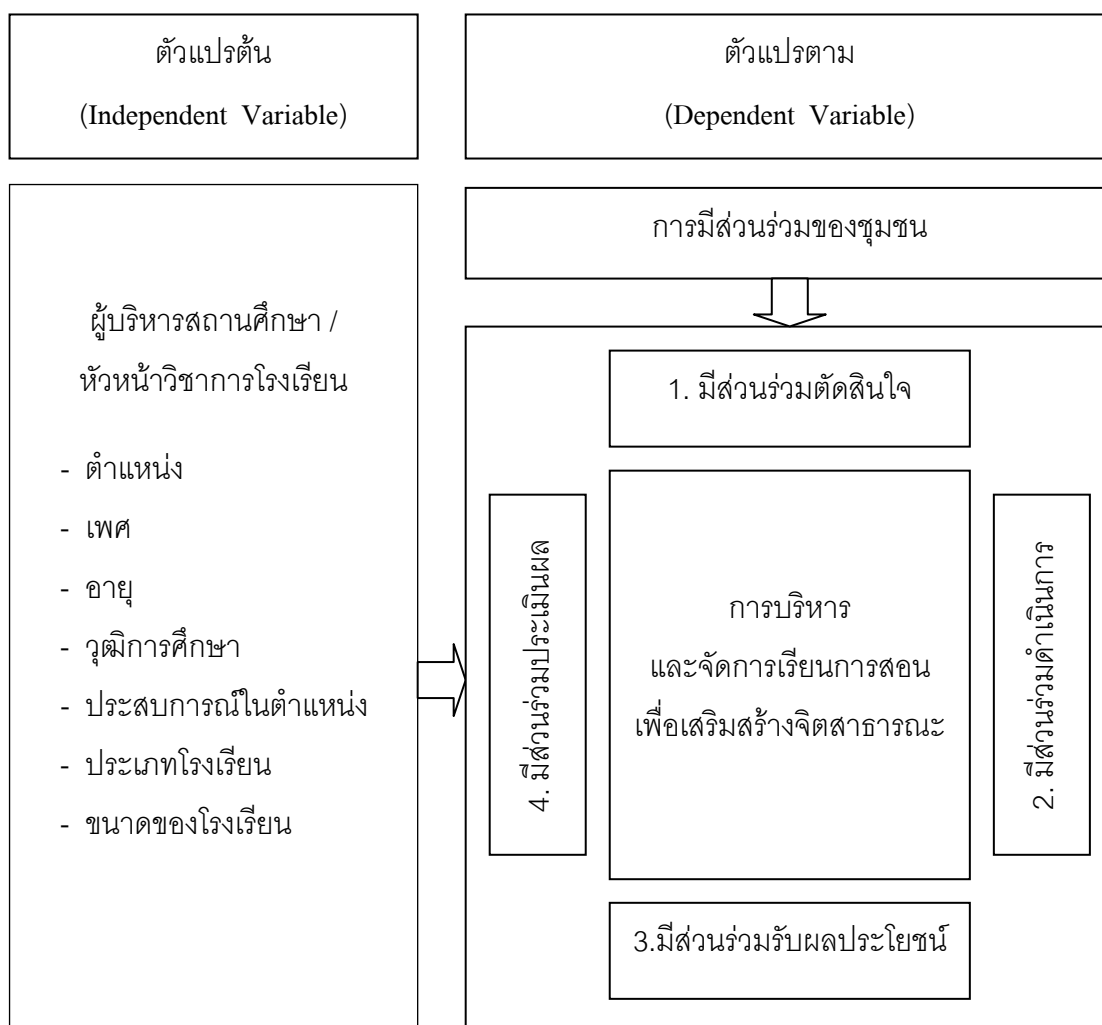 ตัวแปรต้น
(Independent Variable)
ตัวแปรตาม
(Dependent Variable)
ผู้บริหารสถานศึกษา /
หัวหน้าวิชาการโรงเรียน
- ตำแหน่ง
- เพศ
- อายุ
- วุฒิการศึกษา
- ประสบการณ์ในตำแหน่ง
- ประเภทโรงเรียน
- ขนาดของโรงเรียน
การมีส่วนร่วมของชุมชน
1. มีส่วนร่วมตัดสินใจ
4. มีส่วนร่วมประเมินผล
การบริหาร
และจัดการเรียนการสอน
เพื่อเสริมสร้างจิตสาธารณะ
2. มีส่วนร่วมดำเนินการ
3.มีส่วนร่วมรับผลประโยชน์